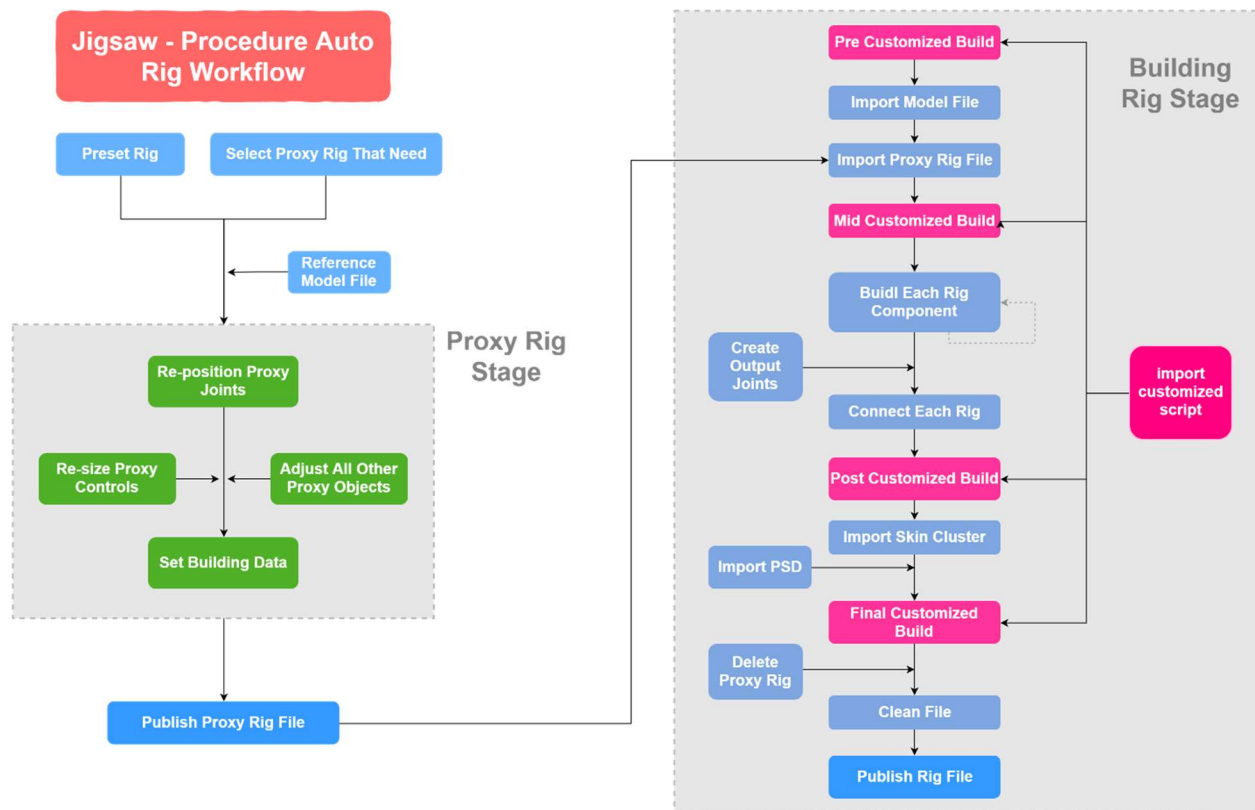 Jigsaw - Procedure Auto
Rig Workflow
Preset Rig
Select Proxy Rig That Need
Reference
Model File
Proxy Rig
Stage
Re-position Proxy
Joints
Re-size Proxy
Controls
Adjust All Other
Proxy Objects
Set Building Data
Publish Proxy Rig File
Building
Rig Stage
Pre Customized Build
Import Model File
Import Proxy Rig File
Mid Customized Build
Buidl Each Rig
Component
Create
Output
Joints
Connect Each Rig
import
customized
script
Post Customized Build
Import Skin Cluster
Import PSD
Final Customized
Build
Delete
Proxy Rig
Clean File
Publish Rig File